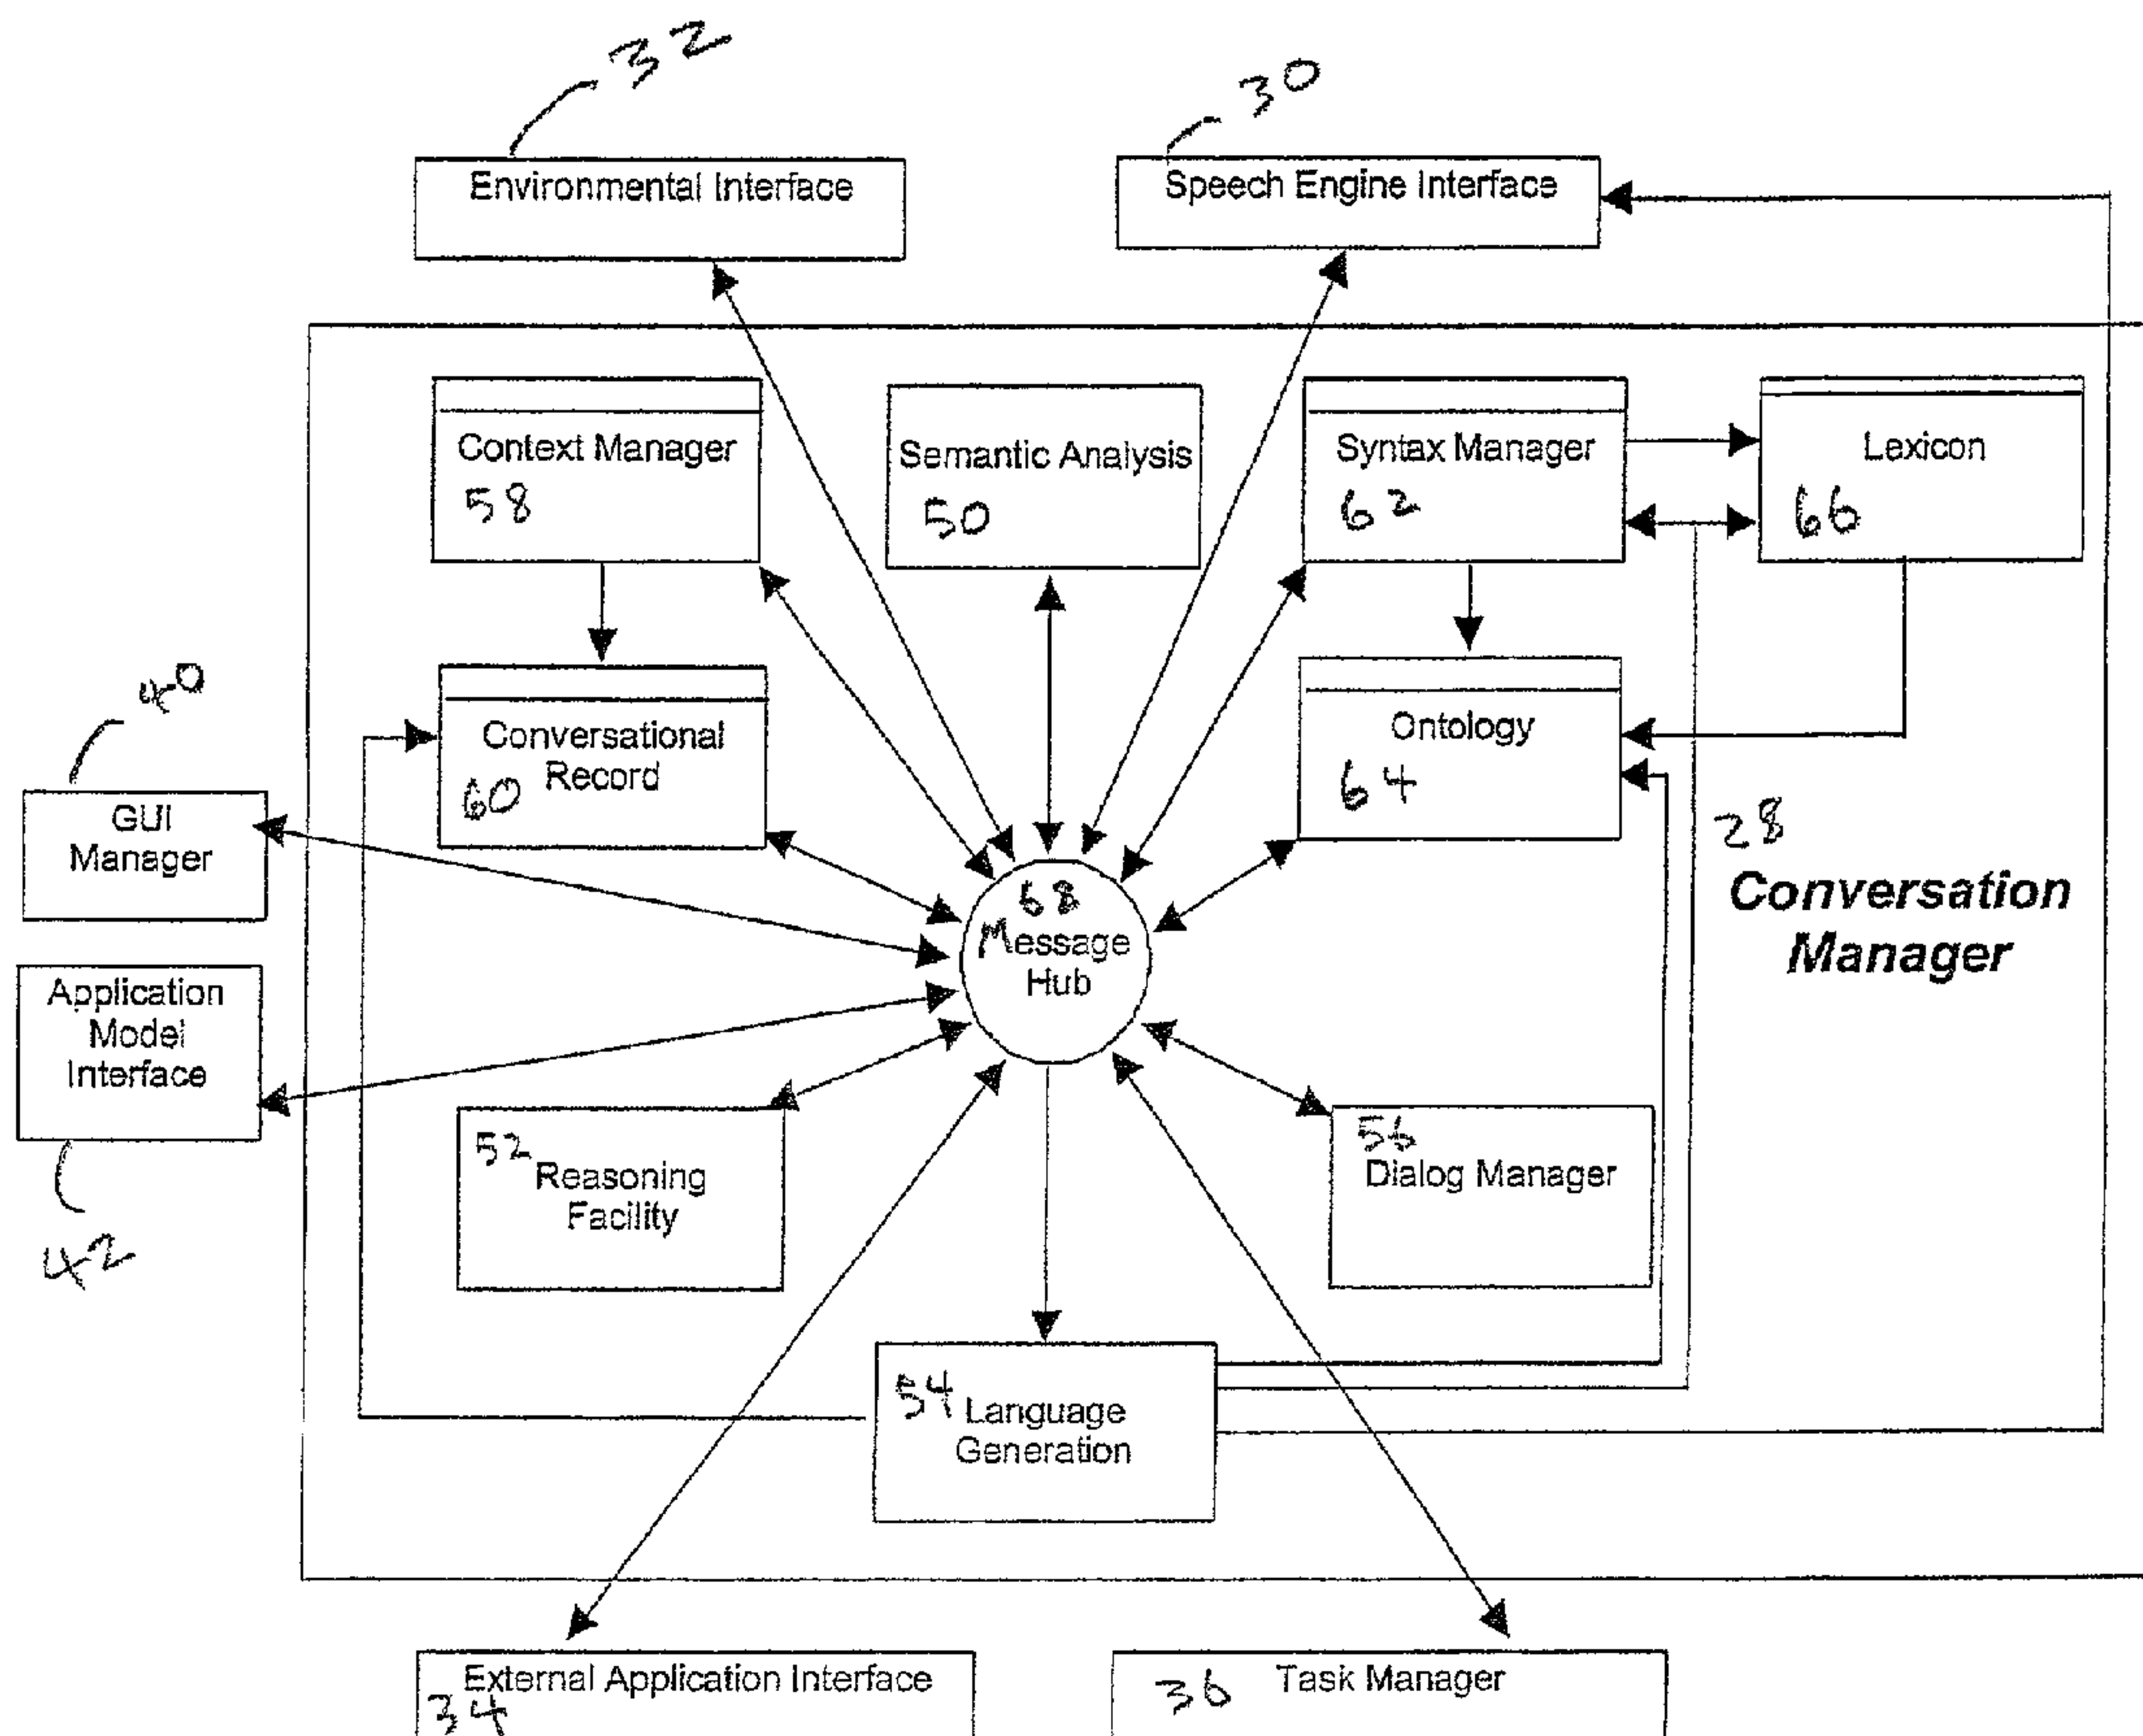 32
30
Environmental Interface
Speech Engine Interface
Context Manager
58
Semantic Analysis
50
Syntax Manager
62
Lexicon
66
40
Conversational
Record
60
Ontology
64
GUI
Manager
28
Conversation
Manager
68
Message
Hub
Application
Model
Interface
42
52
Reasoning
Facility
56
Dialog Manager
54
Language
Generation
External Application Interface
34
36
Task Manager